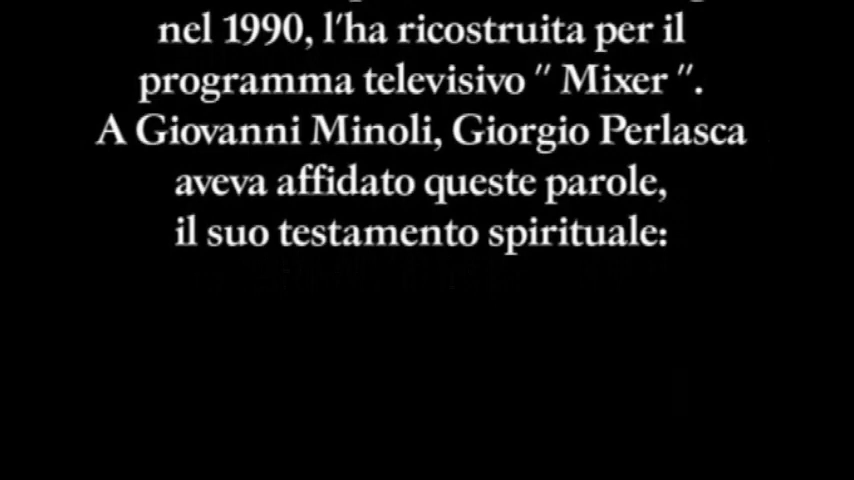 nel 1990, l'ha ricostruita per il
programma televisivo " Mixer ".
A Giovanni Minoli, Giorgio Perlasca
aveva affidato queste parole,
il suo testamento spirituale: